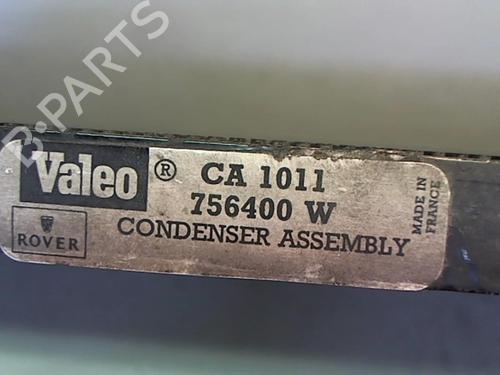 B·PARTS
Valeo ® CA 1011
756400 W
ROVER
CONDENSER ASSEMBLY
MADE IN
FRANCE